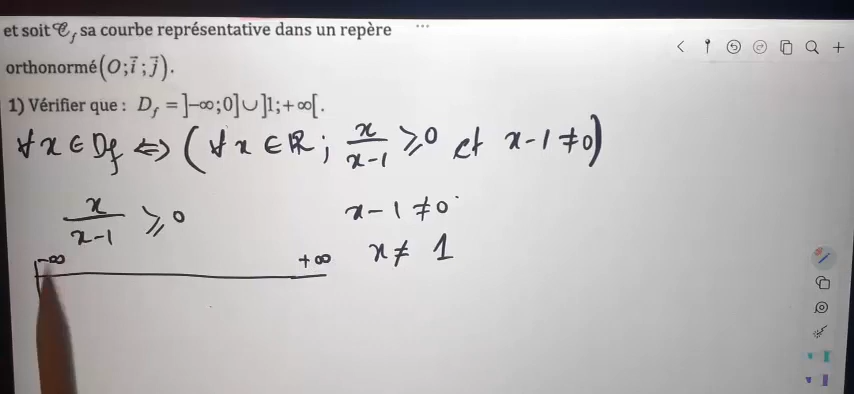 et soit 𝒞f sa courbe représentative dans un repère ...
orthonormé (O; i⃗ ; j⃗).
1) Vérifier que : Df = ]−∞;0]∪]1;+∞[.
∀x ∈ Df ⇔ (∀x ∈ ℝ ; x/(x-1) ⩾ 0 et x-1 ≠ 0)
x/(x-1) ⩾ 0
x-1 ≠ 0
x ≠ 1
-∞ +∞